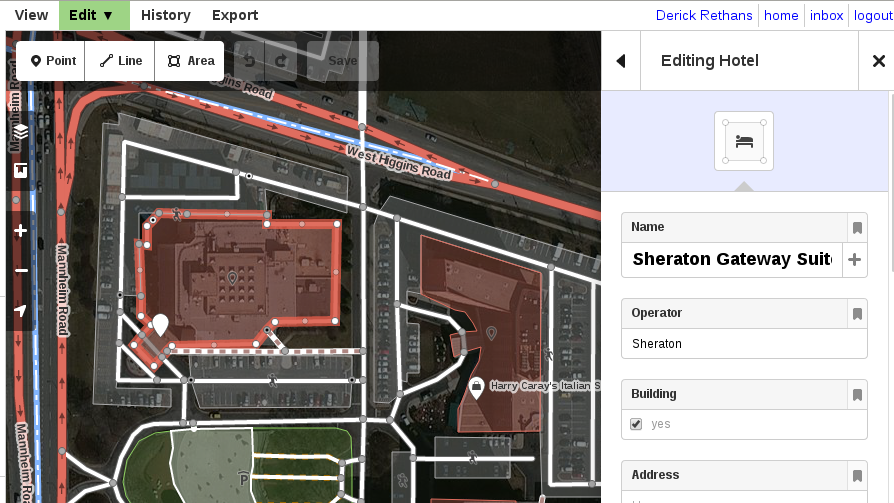 View
Edit ▼
History
Export
Derick Rethans
home
inbox
logout
Point
Line
Area
Save
Editing Hotel
Higgins Road
West Higgins Road
Mannheim Road
Mannheim Road
Mannheim Road
Harry Caray's Italian S
Name
Sheraton Gateway Suit
Operator
Sheraton
Building
yes
Address